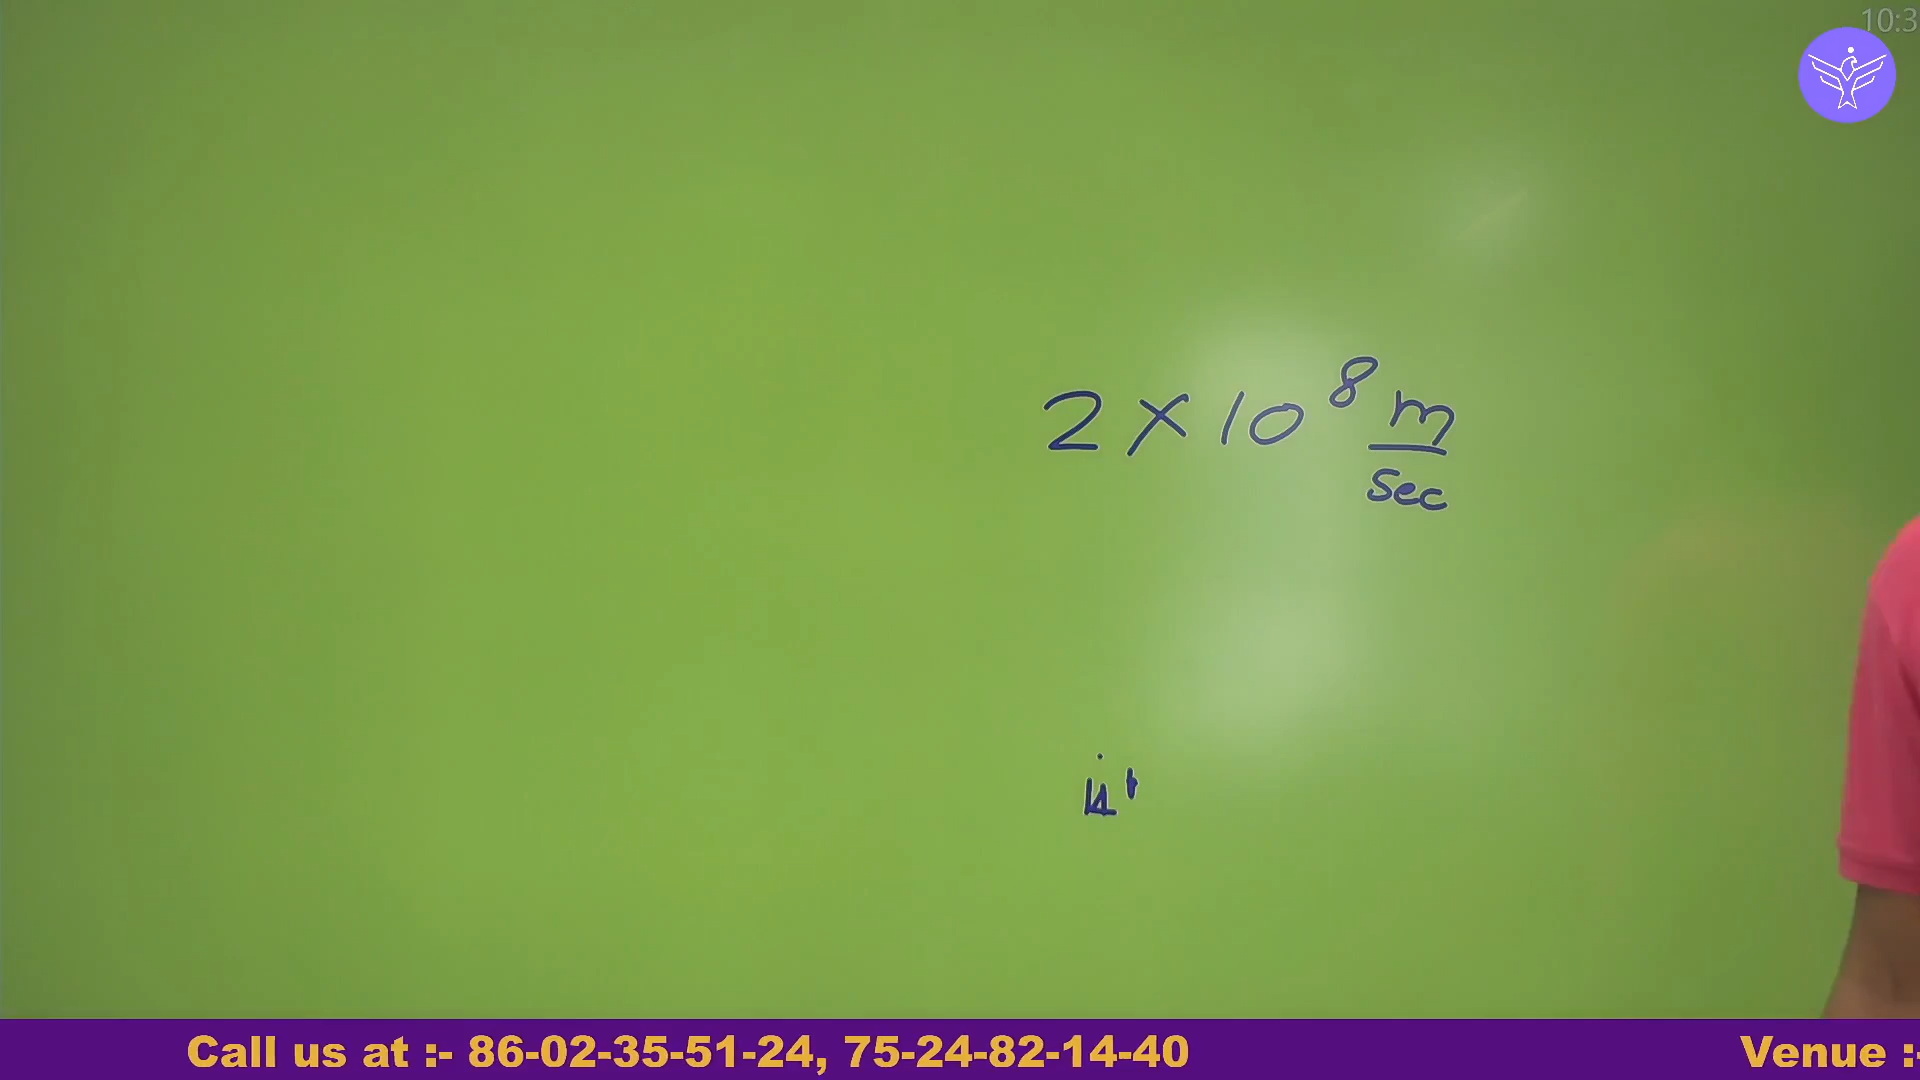 10:3
2 × 10⁸ m/sec
Call us at :- 86-02-35-51-24, 75-24-82-14-40
Venue :-